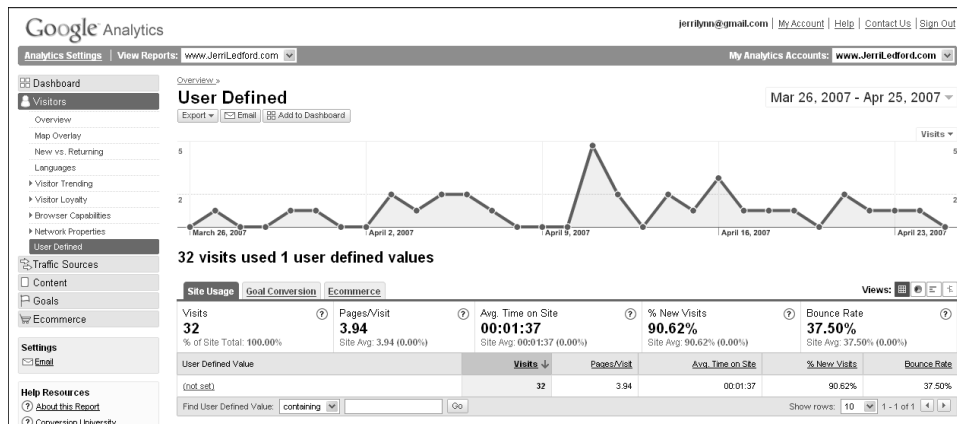 Google Analytics
jerrilynn@gmail.com | My Account | Help | Contact Us | Sign Out
Analytics Settings | View Reports: www.JerriLedford.com
My Analytics Accounts: www.JerriLedford.com
Dashboard
Visitors
Overview
Map Overlay
New vs. Returning
Languages
Visitor Trending
Visitor Loyalty
Browser Capabilities
Network Properties
User Defined
Traffic Sources
Content
Goals
Ecommerce
Settings
Email
Help Resources
About this Report
Conversion University
Overview »
User Defined
Mar 26, 2007 - Apr 25, 2007
Export Email Add to Dashboard
Visits
5 5
2 2
March 26, 2007 April 2, 2007 April 9, 2007 April 16, 2007 April 23, 2007
32 visits used 1 user defined values
Site Usage Goal Conversion Ecommerce
Views:
Visits ?
32
% of Site Total: 100.00%
Pages/Visit ?
3.94
Site Avg: 3.94 (0.00%)
Avg. Time on Site ?
00:01:37
Site Avg: 00:01:37 (0.00%)
% New Visits ?
90.62%
Site Avg: 90.62% (0.00%)
Bounce Rate ?
37.50%
Site Avg: 37.50% (0.00%)
User Defined Value Visits ↓ Pages/Visit Avg. Time on Site % New Visits Bounce Rate
(not set) 32 3.94 00:01:37 90.62% 37.50%
Find User Defined Value: containing Go
Show rows: 10 1 - 1 of 1